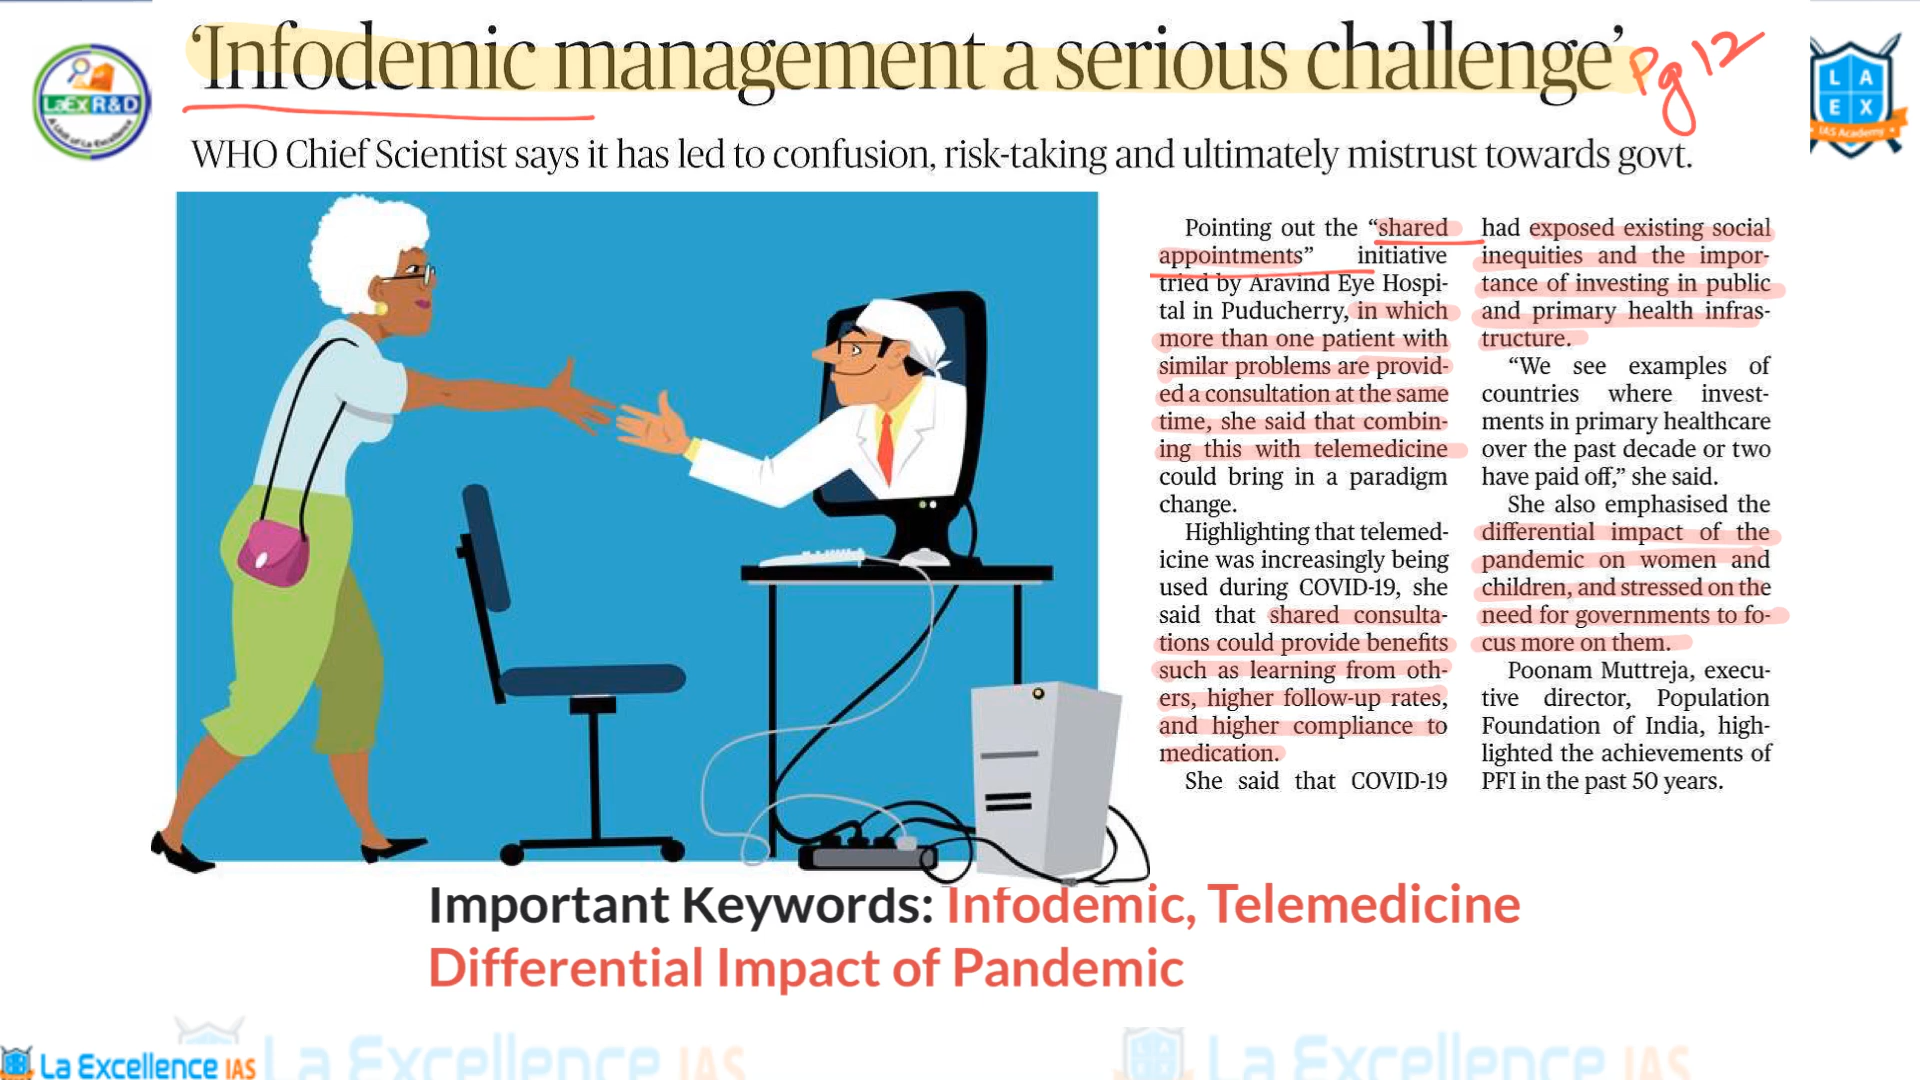 ‘Infodemic management a serious challenge’
Pg 12
WHO Chief Scientist says it has led to confusion, risk-taking and ultimately mistrust towards govt.
LaEx R&D
A Unit of La Excellence
L A
E X
IAS Academy
Pointing out the “shared
appointments” initiative
tried by Aravind Eye Hospi-
tal in Puducherry, in which
more than one patient with
similar problems are provid-
ed a consultation at the same
time, she said that combin-
ing this with telemedicine
could bring in a paradigm
change.
Highlighting that telemed-
icine was increasingly being
used during COVID-19, she
said that shared consulta-
tions could provide benefits
such as learning from oth-
ers, higher follow-up rates,
and higher compliance to
medication.
She said that COVID-19
had exposed existing social
inequities and the impor-
tance of investing in public
and primary health infras-
tructure.
“We see examples of
countries where invest-
ments in primary healthcare
over the past decade or two
have paid off,” she said.
She also emphasised the
differential impact of the
pandemic on women and
children, and stressed on the
need for governments to fo-
cus more on them.
Poonam Muttreja, execu-
tive director, Population
Foundation of India, high-
lighted the achievements of
PFI in the past 50 years.
Important Keywords: Infodemic, Telemedicine
Differential Impact of Pandemic
La Excellence IAS
La Excellence IAS
La Excellence IAS